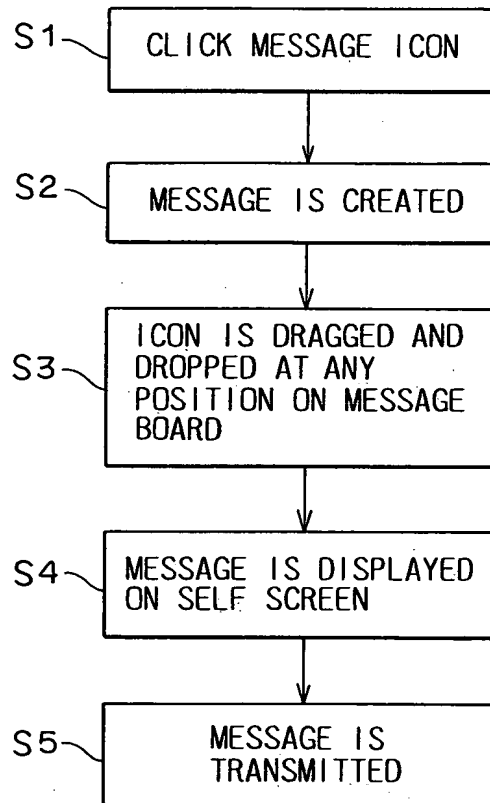 S1
CLICK MESSAGE ICON
S2
MESSAGE IS CREATED
S3
ICON IS DRAGGED AND
DROPPED AT ANY
POSITION ON MESSAGE
BOARD
S4
MESSAGE IS DISPLAYED
ON SELF SCREEN
S5
MESSAGE IS
TRANSMITTED